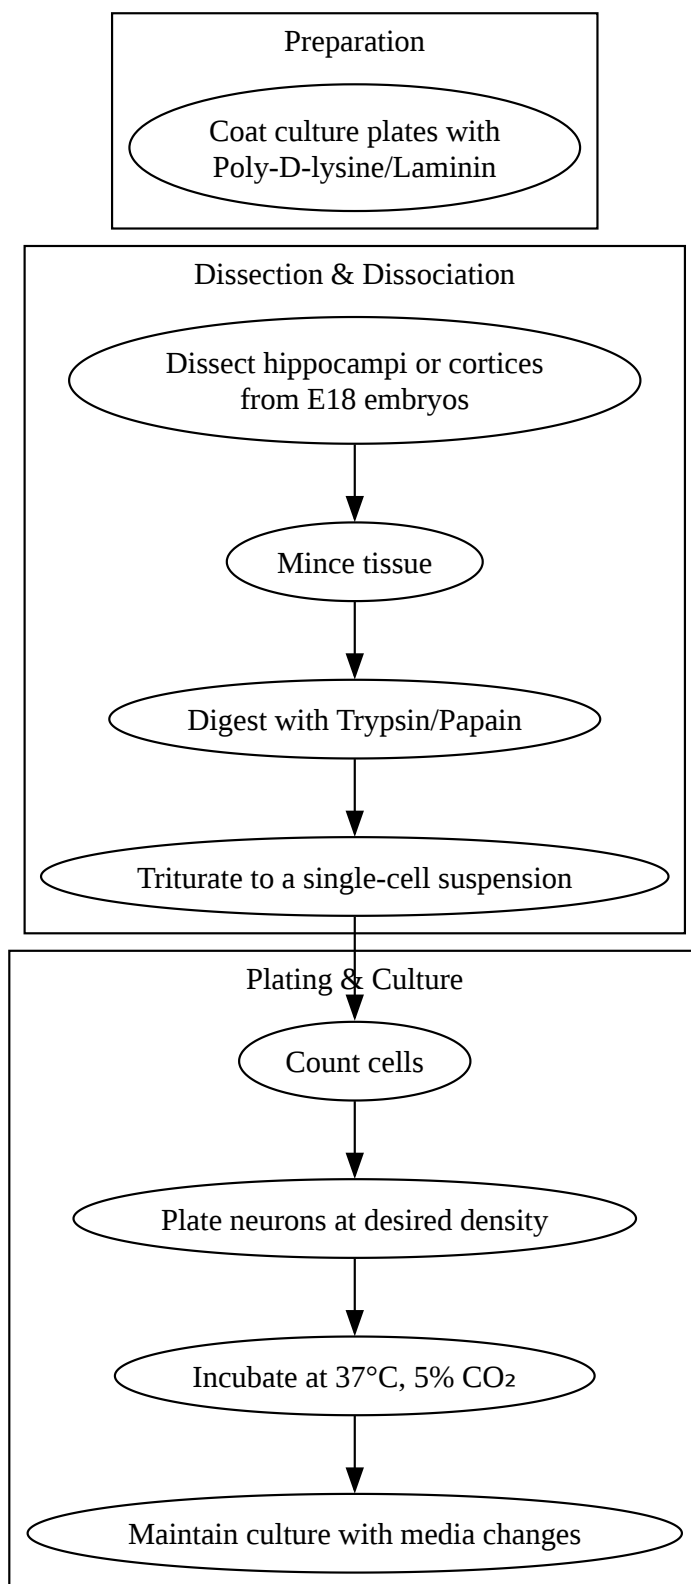 Preparation
Coat culture plates with
Poly-D-lysine/Laminin
Dissection & Dissociation
Dissect hippocampi or cortices
from E18 embryos
Mince tissue
Digest with Trypsin/Papain
Triturate to a single-cell suspension
Plating & Culture
Count cells
Plate neurons at desired density
Incubate at 37°C, 5% CO₂
Maintain culture with media changes